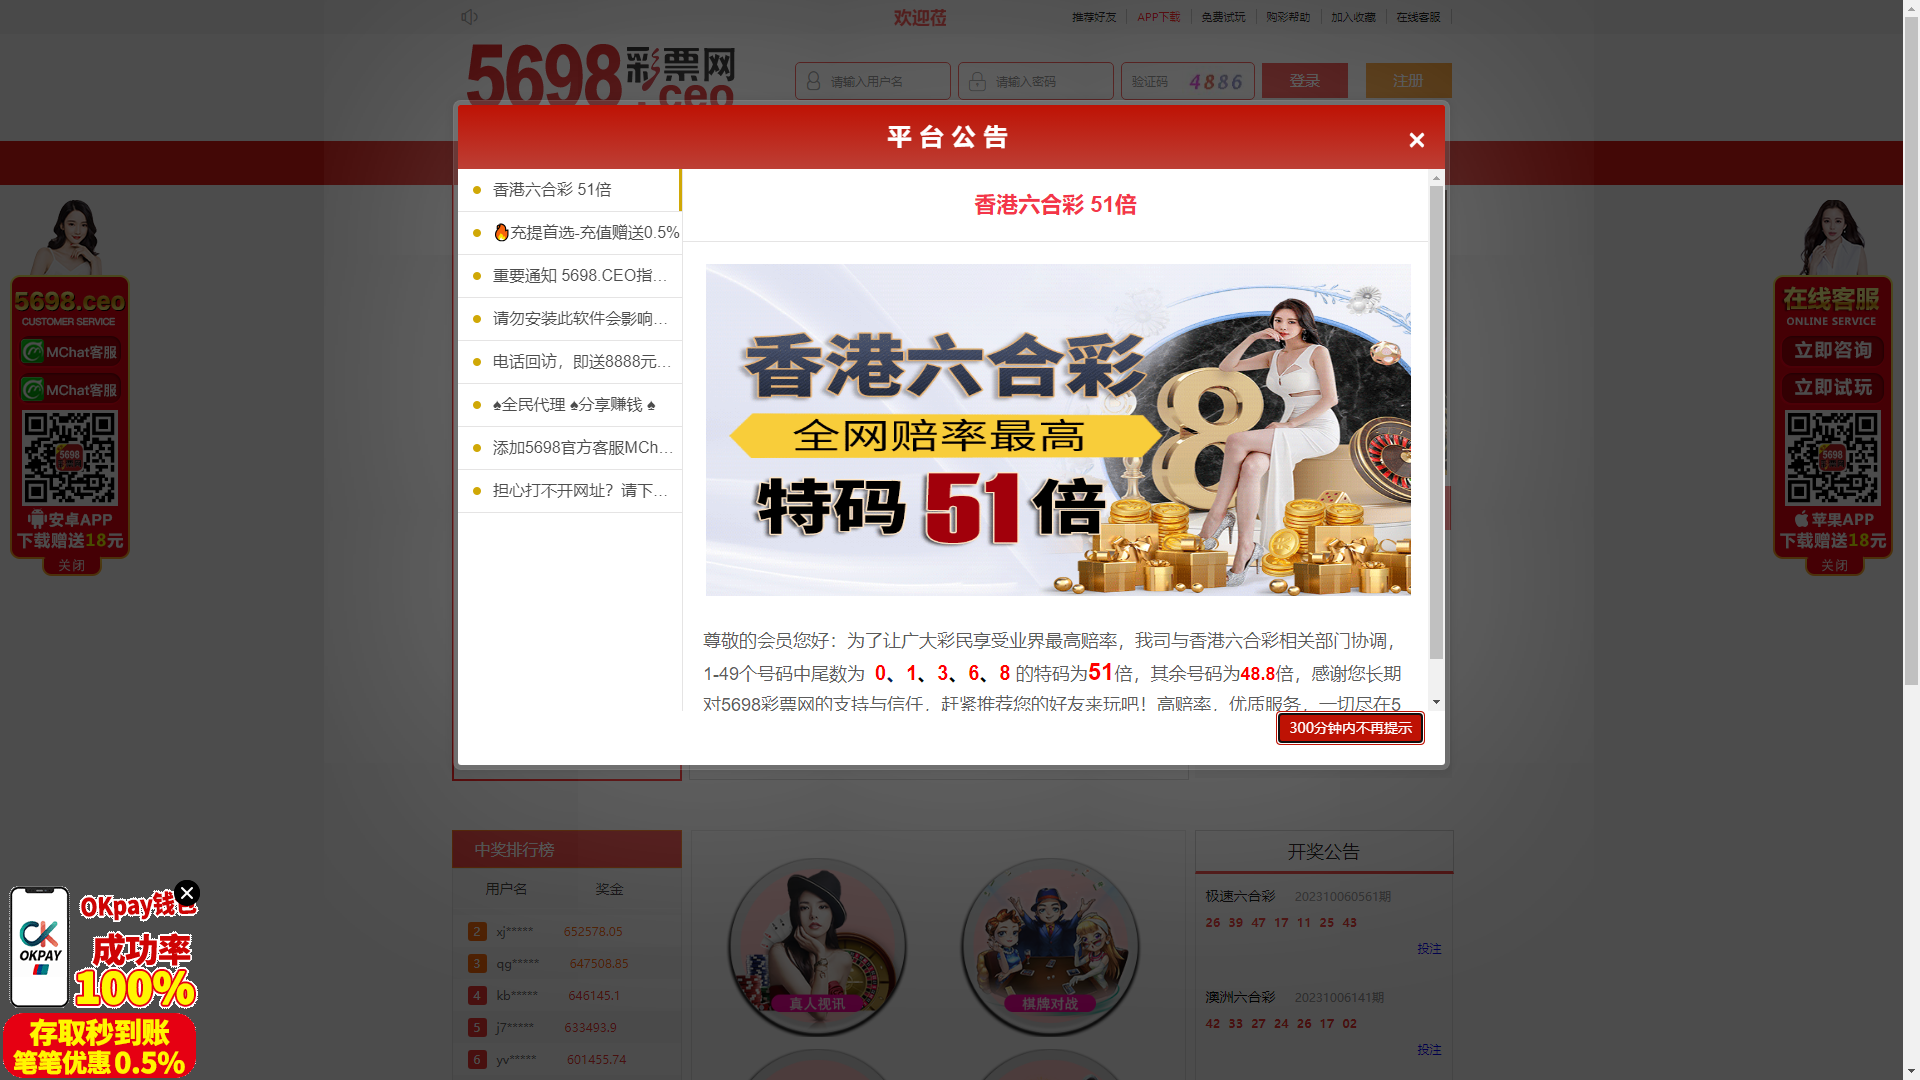 欢迎莅
推荐好友
APP下载
免费试玩
购彩帮助
加入收藏
在线客服
5698彩票网
.ceo
请输入用户名
请输入密码
验证码
4886
登录
注册
平台公告
×
香港六合彩 51倍
🔥充提首选-充值赠送0.5%
重要通知 5698.CEO指...
请勿安装此软件会影响...
电话回访，即送8888元...
♠全民代理 ♠分享赚钱 ♠
添加5698官方客服MCh...
担心打不开网址？请下...
香港六合彩 51倍
香港六合彩
全网赔率最高
特码51倍
8
尊敬的会员您好：为了让广大彩民享受业界最高赔率，我司与香港六合彩相关部门协调，
1-49个号码中尾数为 0、1、3、6、8 的特码为51倍，其余号码为48.8倍，感谢您长期
对5698彩票网的支持与信任，赶紧推荐您的好友来玩吧！高赔率，优质服务，一切尽在5
300分钟内不再提示
5698.ceo
CUSTOMER SERVICE
MChat客服
MChat客服
5698
安卓APP
下载赠送18元
关闭
在线客服
ONLINE SERVICE
立即咨询
立即试玩
5698
苹果APP
下载赠送18元
关闭
中奖排行榜
用户名 奖金
2 xj***** 652578.05
3 qg***** 647508.85
4 kb***** 646145.1
5 j7***** 633493.9
6 yv***** 601455.74
真人视讯
棋牌对战
开奖公告
极速六合彩 202310060561期
26 39 47 17 11 25 43
投注
澳洲六合彩 20231006141期
42 33 27 24 26 17 02
投注
OKPAY
OKpay钱包
成功率
100%
存取秒到账
笔笔优惠0.5%